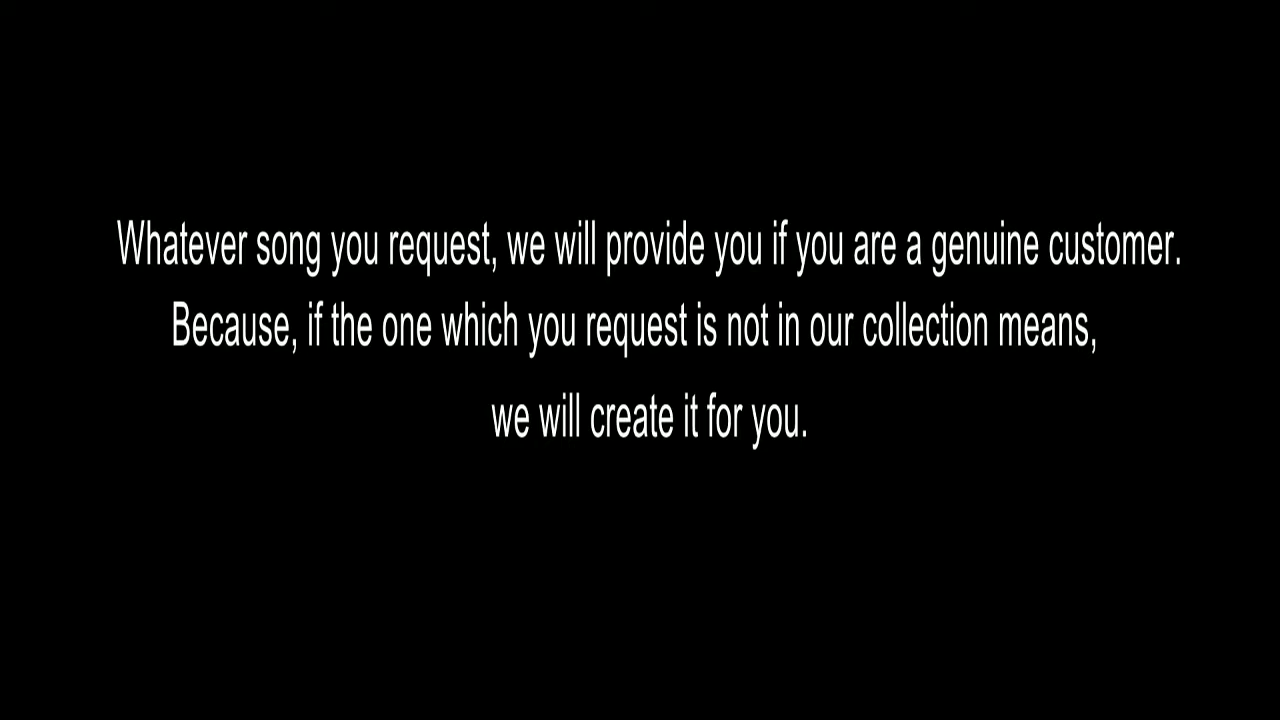 Whatever song you request, we will provide you if you are a genuine customer.
Because, if the one which you request is not in our collection means,
we will create it for you.